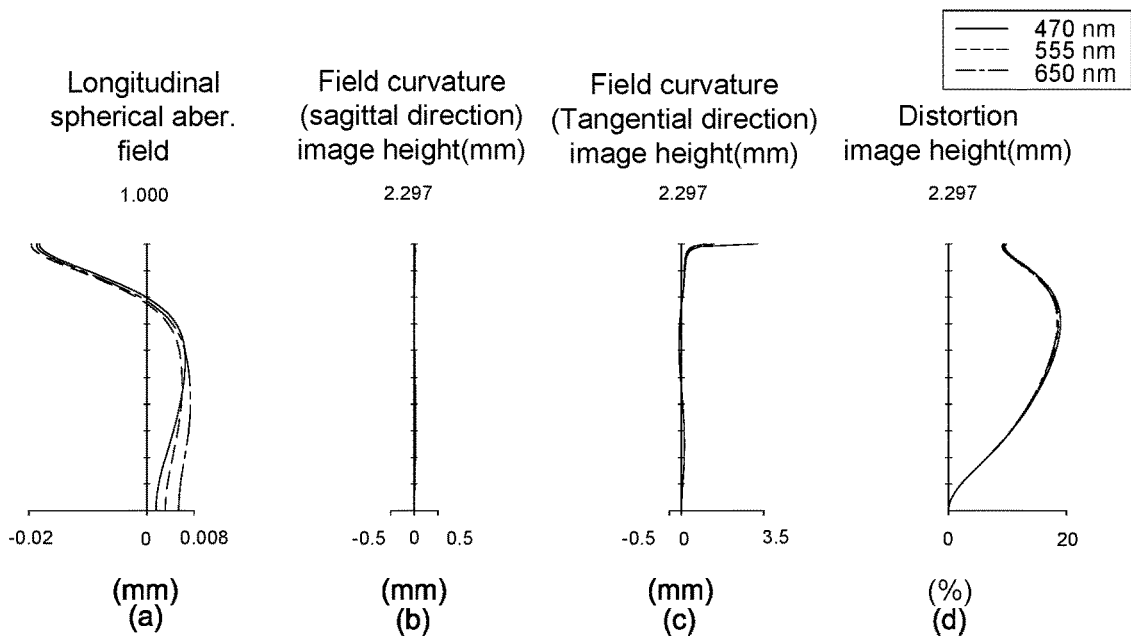 470 nm
555 nm
650 nm
Longitudinal
spherical aber.
field
1.000
Field curvature
(sagittal direction)
image height(mm)
2.297
Field curvature
(Tangential direction)
image height(mm)
2.297
Distortion
image height(mm)
2.297
-0.02 0 0.008
(mm)
(a)
-0.5 0 0.5
(mm)
(b)
-0.5 0 3.5
(mm)
(c)
0 20
(%)
(d)